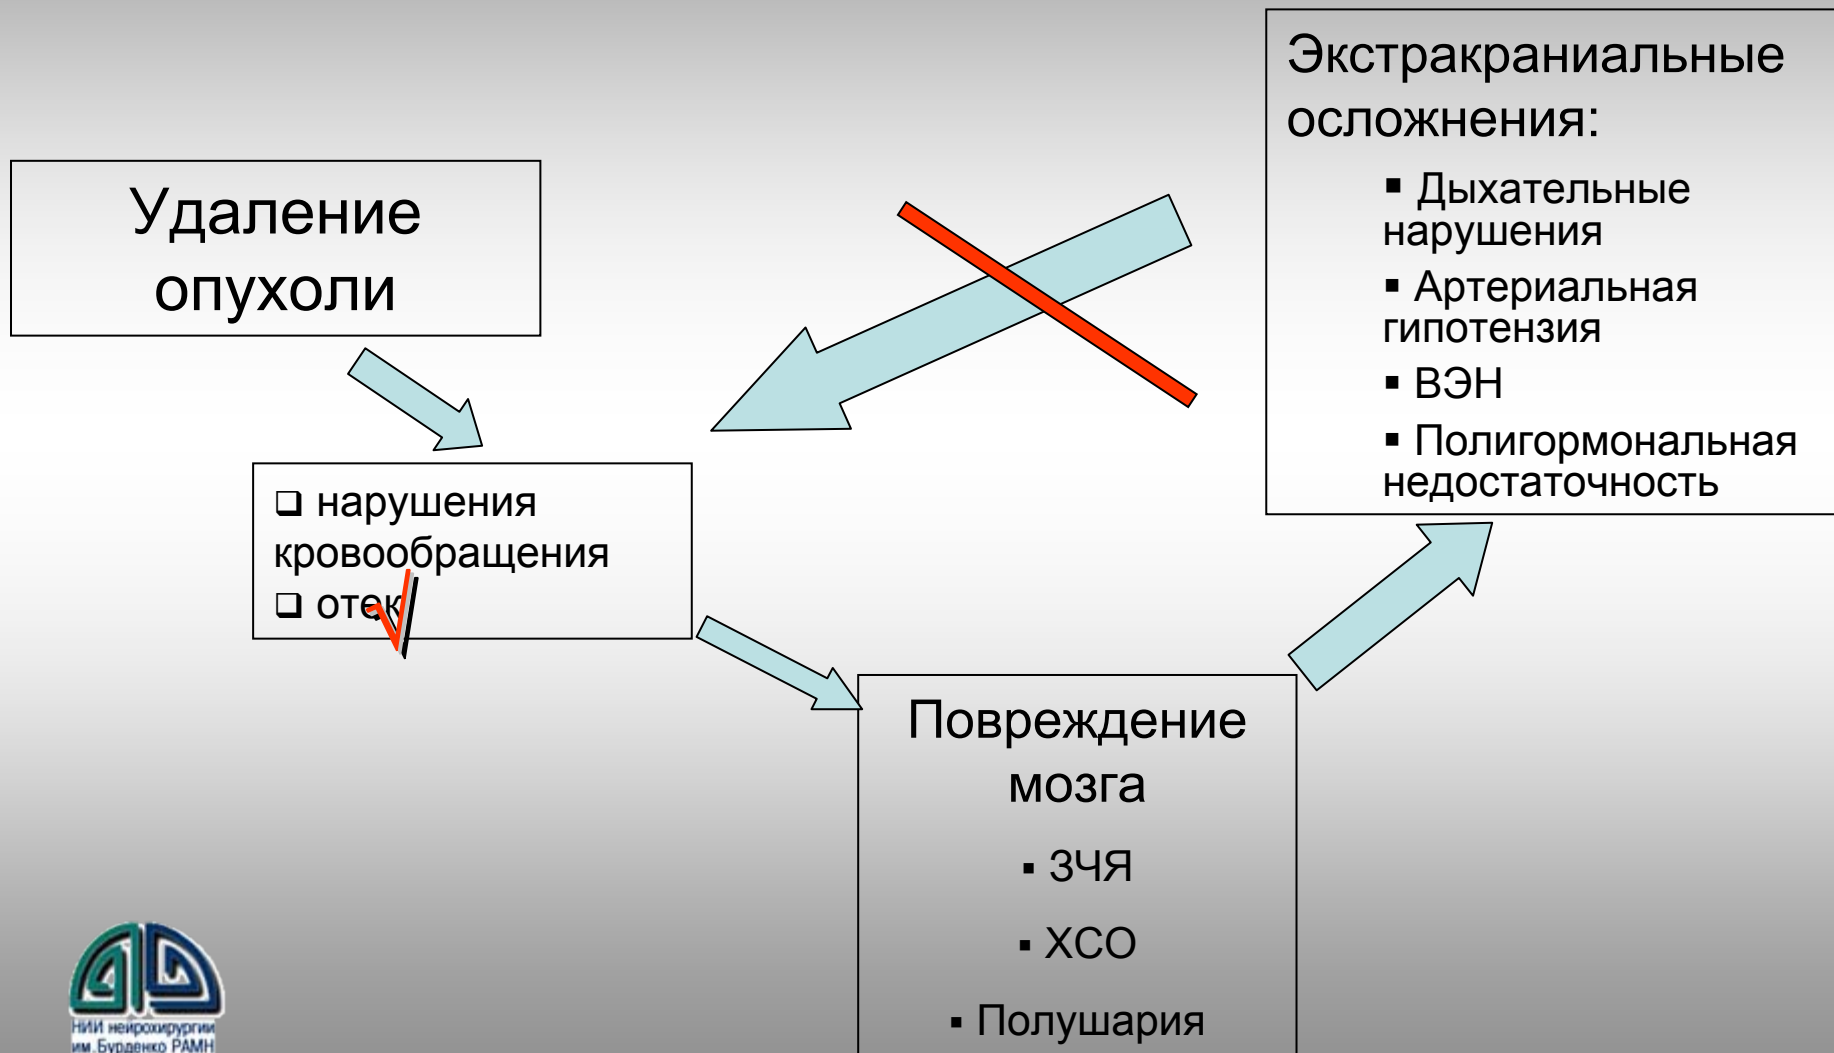 Удаление
опухоли
❑ нарушения
кровообращения
❑ отек
Повреждение
мозга
▪ ЗЧЯ
▪ ХСО
▪ Полушария
Экстракраниальные
осложнения:
▪ Дыхательные
нарушения
▪ Артериальная
гипотензия
▪ ВЭН
▪ Полигормональная
недостаточность
НИИ нейрохирургии
им. Бурденко РАМН